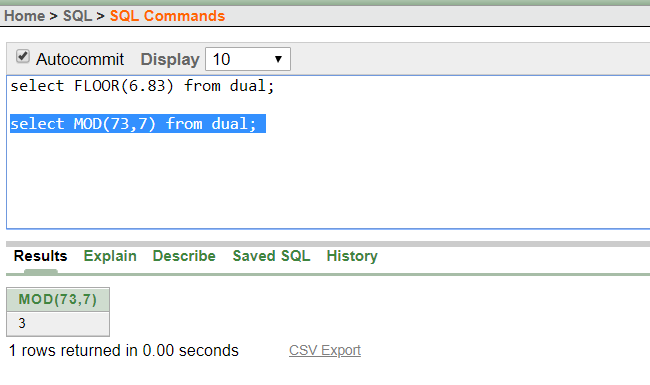 Home > SQL > SQL Commands
Autocommit Display 10
select FLOOR(6.83) from dual;
select MOD(73,7) from dual;
Results Explain Describe Saved SQL History
MOD(73,7)
3
1 rows returned in 0.00 seconds CSV Export